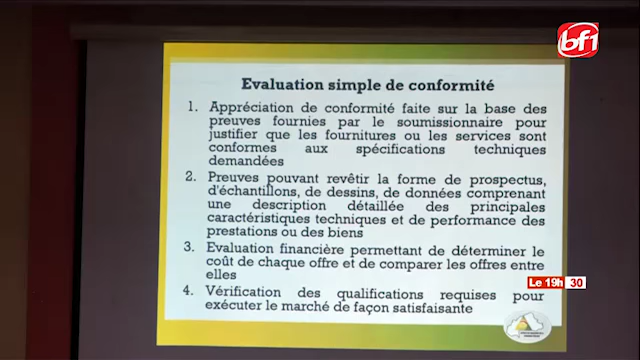 bf1
Evaluation simple de conformité
1. Appréciation de conformité faite sur la base des
preuves fournies par le soumissionnaire pour
justifier que les fournitures ou les services sont
conformes aux spécifications techniques
demandées
2. Preuves pouvant revêtir la forme de prospectus,
d'échantillons, de dessins, de données comprenant
une description détaillée des principales
caractéristiques techniques et de performance des
prestations ou des biens
3. Evaluation financière permettant de déterminer le
coût de chaque offre et de comparer les offres entre
elles
Le 19h 30
4. Vérification des qualifications requises pour
exécuter le marché de façon satisfaisante